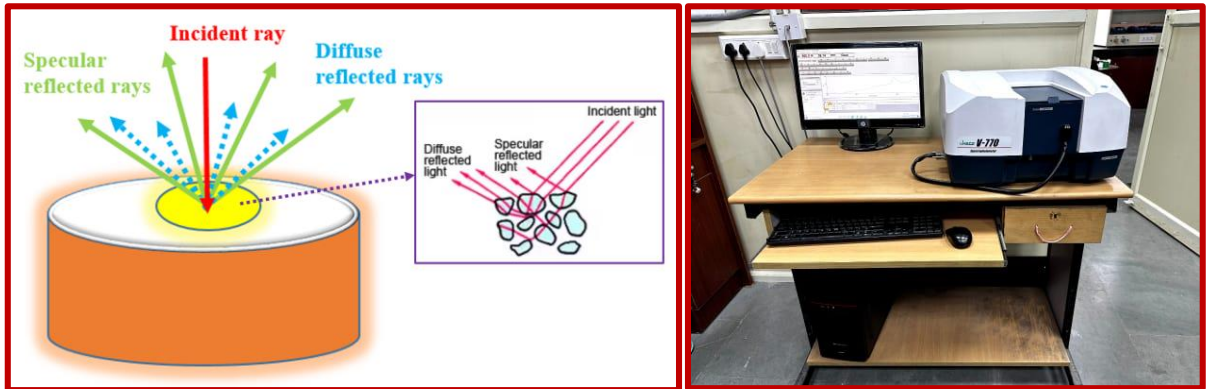 Incident ray
Specular
reflected rays
Diffuse
reflected rays
Incident light
Diffuse
reflected
light
Specular
reflected
light
V-770